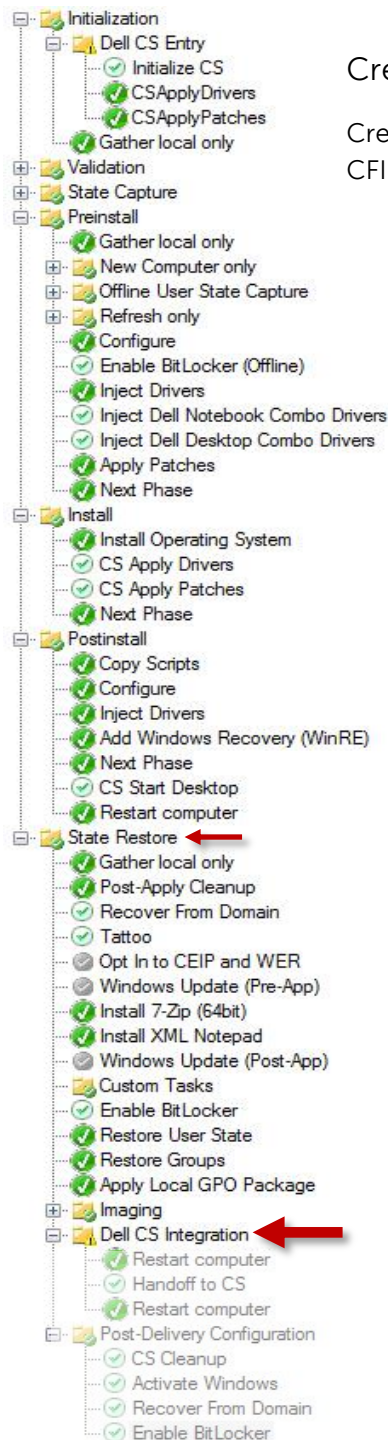 Initialization
Dell CS Entry
Initialize CS
CSApplyDrivers
CSApplyPatches
Gather local only
Validation
State Capture
Preinstall
Gather local only
New Computer only
Offline User State Capture
Refresh only
Configure
Enable BitLocker (Offline)
Inject Drivers
Inject Dell Notebook Combo Drivers
Inject Dell Desktop Combo Drivers
Apply Patches
Next Phase
Install
Install Operating System
CS Apply Drivers
CS Apply Patches
Next Phase
Postinstall
Copy Scripts
Configure
Inject Drivers
Add Windows Recovery (WinRE)
Next Phase
CS Start Desktop
Restart computer
State Restore
Gather local only
Post-Apply Cleanup
Recover From Domain
Tattoo
Opt In to CEIP and WER
Windows Update (Pre-App)
Install 7-Zip (64bit)
Install XML Notepad
Windows Update (Post-App)
Custom Tasks
Enable BitLocker
Restore User State
Restore Groups
Apply Local GPO Package
Imaging
Dell CS Integration
Restart computer
Handoff to CS
Restart computer
Post-Delivery Configuration
CS Cleanup
Activate Windows
Recover From Domain
Enable BitLocker
Cre
Cre
CFI